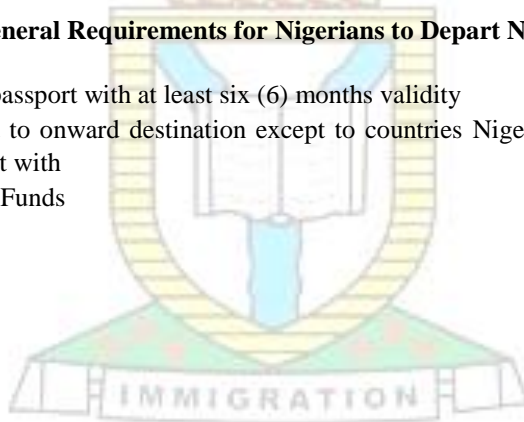 eneral Requirements for Nigerians to Depart N
passport with at least six (6) months validity
to onward destination except to countries Nige
t with
Funds
IMMIGRATION